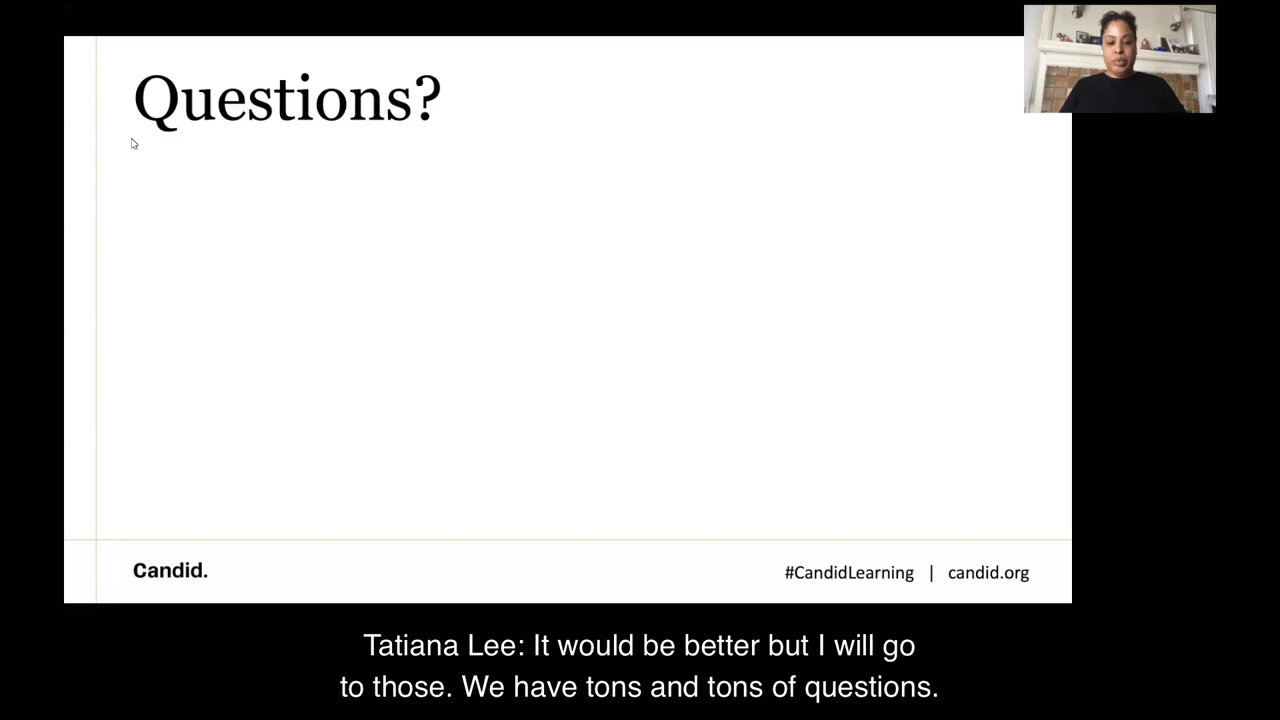 Questions?
Candid.
#CandidLearning | candid.org
Tatiana Lee: It would be better but I will go
to those. We have tons and tons of questions.